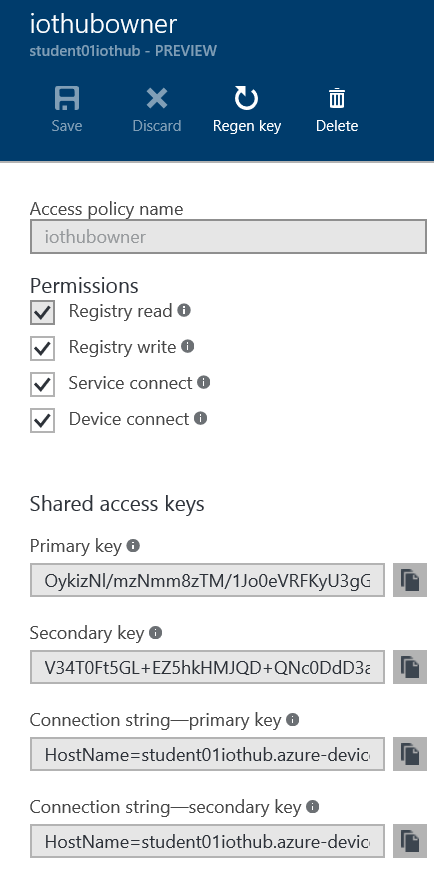 iothubowner
student01iothub - PREVIEW
Save Discard Regen key Delete
Access policy name
iothubowner
Permissions
Registry read
Registry write
Service connect
Device connect
Shared access keys
Primary key
OykizNl/mzNmm8zTM/1Jo0eVRFKyU3gG
Secondary key
V34T0Ft5GL+EZ5hkHMJQD+QNc0DdD3a
Connection string—primary key
HostName=student01iothub.azure-device
Connection string—secondary key
HostName=student01iothub.azure-device